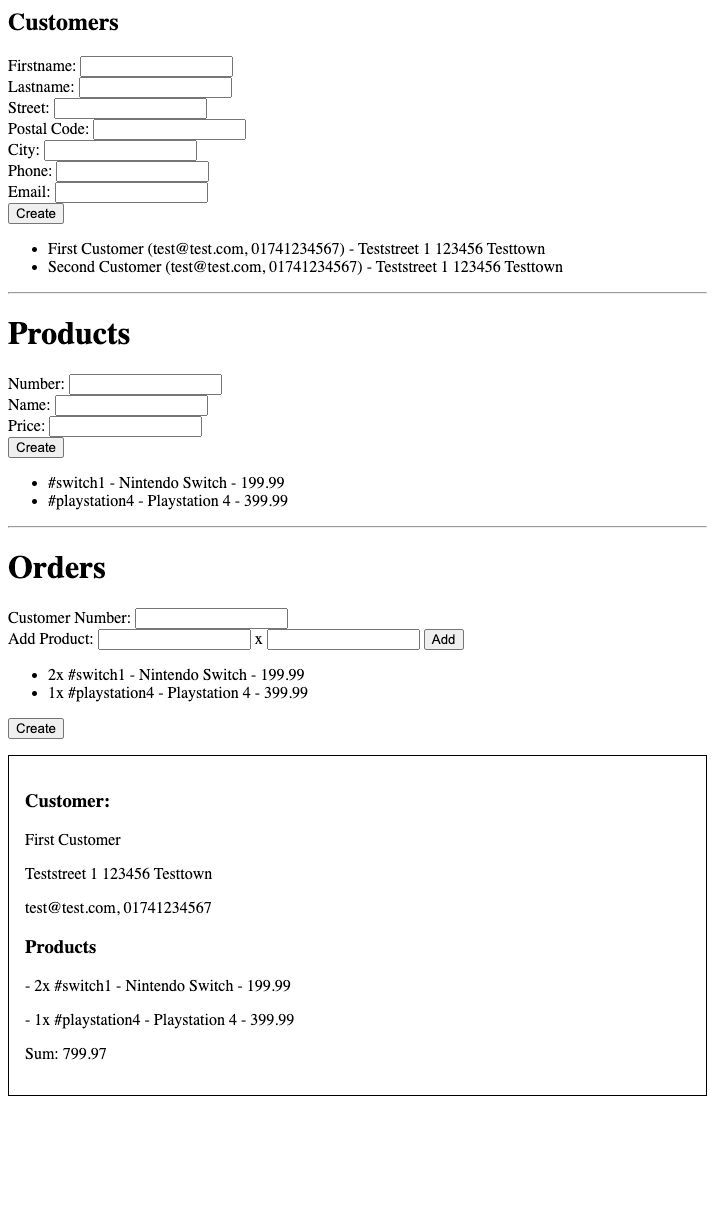 Customers
Firstname:
Lastname:
Street:
Postal Code:
City:
Phone:
Email:
Create
• First Customer (test@test.com, 01741234567) - Teststreet 1 123456 Testtown
• Second Customer (test@test.com, 01741234567) - Teststreet 1 123456 Testtown
Products
Number:
Name:
Price:
Create
• #switch1 - Nintendo Switch - 199.99
• #playstation4 - Playstation 4 - 399.99
Orders
Customer Number:
Add Product: x Add
• 2x #switch1 - Nintendo Switch - 199.99
• 1x #playstation4 - Playstation 4 - 399.99
Create
Customer:
First Customer
Teststreet 1 123456 Testtown
test@test.com, 01741234567
Products
- 2x #switch1 - Nintendo Switch - 199.99
- 1x #playstation4 - Playstation 4 - 399.99
Sum: 799.97